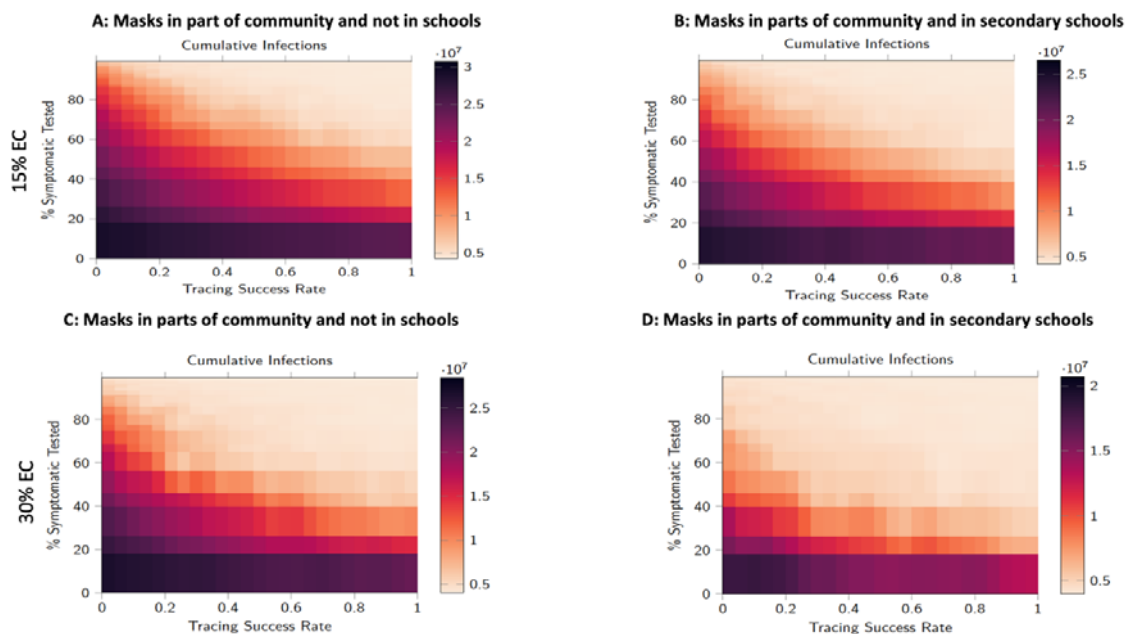 A: Masks in part of community and not in schools
Cumulative Infections
·10⁷
3
2.5
2
1.5
1
0.5
80
60
40
20
0
% Symptomatic Tested
15% EC
0 0.2 0.4 0.6 0.8 1
Tracing Success Rate
B: Masks in parts of community and in secondary schools
Cumulative Infections
·10⁷
2.5
2
1.5
1
0.5
80
60
40
20
0
% Symptomatic Tested
0 0.2 0.4 0.6 0.8 1
Tracing Success Rate
C: Masks in parts of community and not in schools
Cumulative Infections
·10⁷
2.5
2
1.5
1
0.5
80
60
40
20
0
% Symptomatic Tested
30% EC
0 0.2 0.4 0.6 0.8 1
Tracing Success Rate
D: Masks in parts of community and in secondary schools
Cumulative Infections
·10⁷
2
1.5
1
0.5
80
60
40
20
0
% Symptomatic Tested
0 0.2 0.4 0.6 0.8 1
Tracing Success Rate